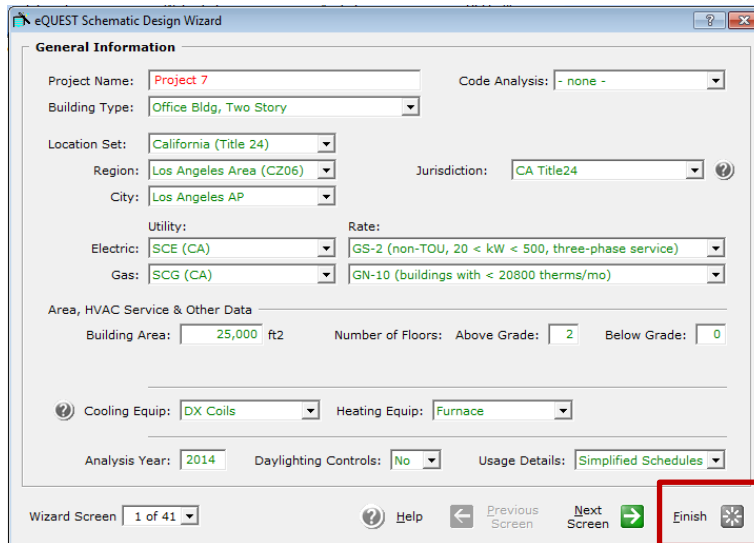 eQUEST Schematic Design Wizard
General Information
Project Name: Project 7 Code Analysis: - none -
Building Type: Office Bldg, Two Story
Location Set: California (Title 24)
Region: Los Angeles Area (CZ06) Jurisdiction: CA Title24
City: Los Angeles AP
Utility: Rate:
Electric: SCE (CA) GS-2 (non-TOU, 20 < kW < 500, three-phase service)
Gas: SCG (CA) GN-10 (buildings with < 20800 therms/mo)
Area, HVAC Service & Other Data
Building Area: 25,000 ft2 Number of Floors: Above Grade: 2 Below Grade: 0
Cooling Equip: DX Coils Heating Equip: Furnace
Analysis Year: 2014 Daylighting Controls: No Usage Details: Simplified Schedules
Wizard Screen 1 of 41 Help Previous Screen Next Screen Finish